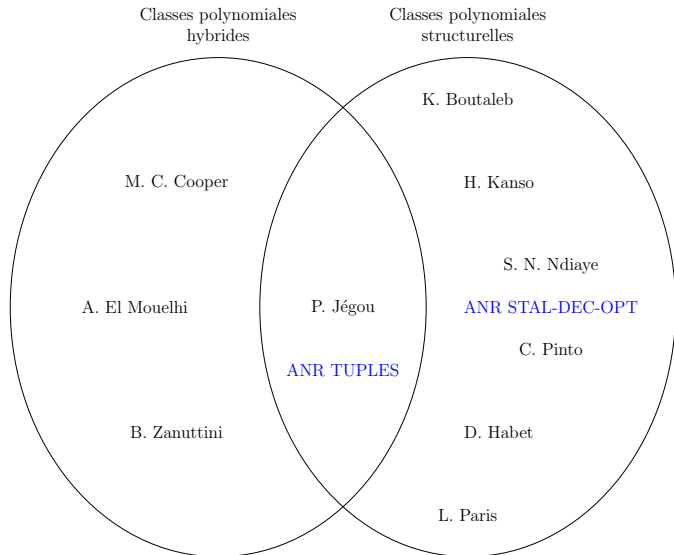 Classes polynomiales
hybrides
Classes polynomiales
structurelles
K. Boutaleb
M. C. Cooper
H. Kanso
S. N. Ndiaye
A. El Mouelhi
P. Jégou
ANR STAL-DEC-OPT
C. Pinto
ANR TUPLES
B. Zanuttini
D. Habet
L. Paris